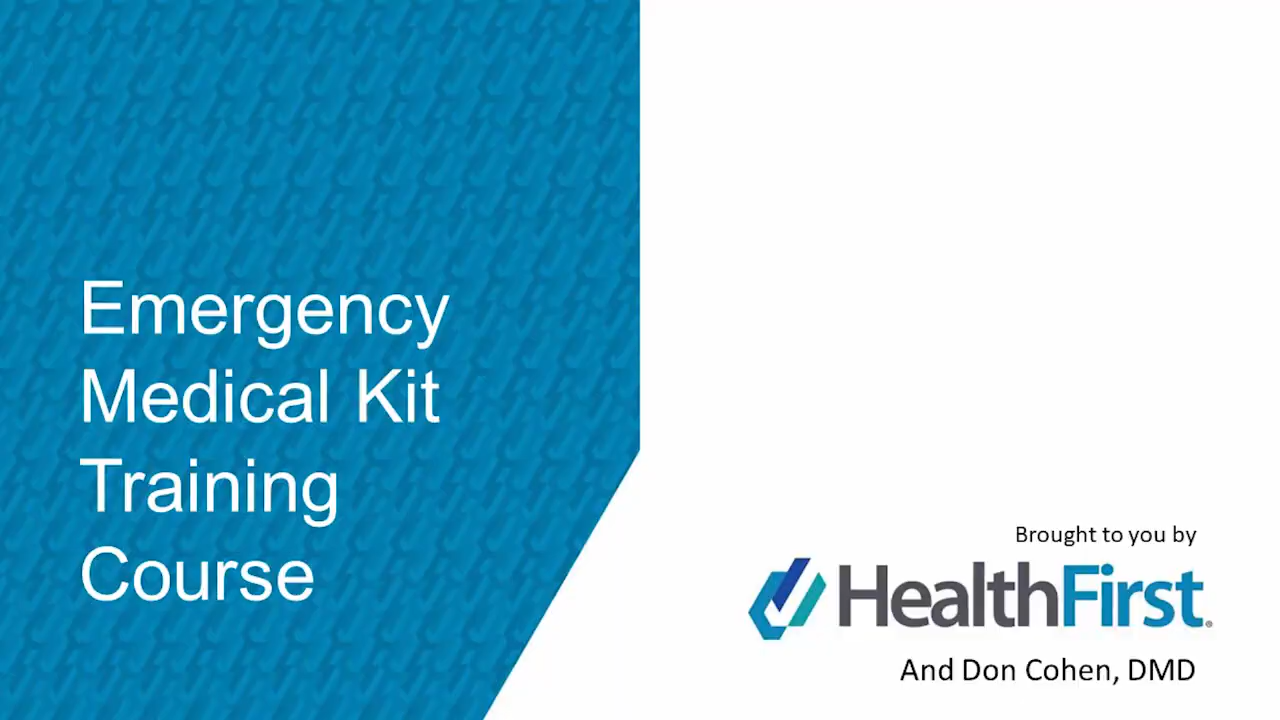 Emergency
Medical Kit
Training
Course
Brought to you by
HealthFirst®
And Don Cohen, DMD